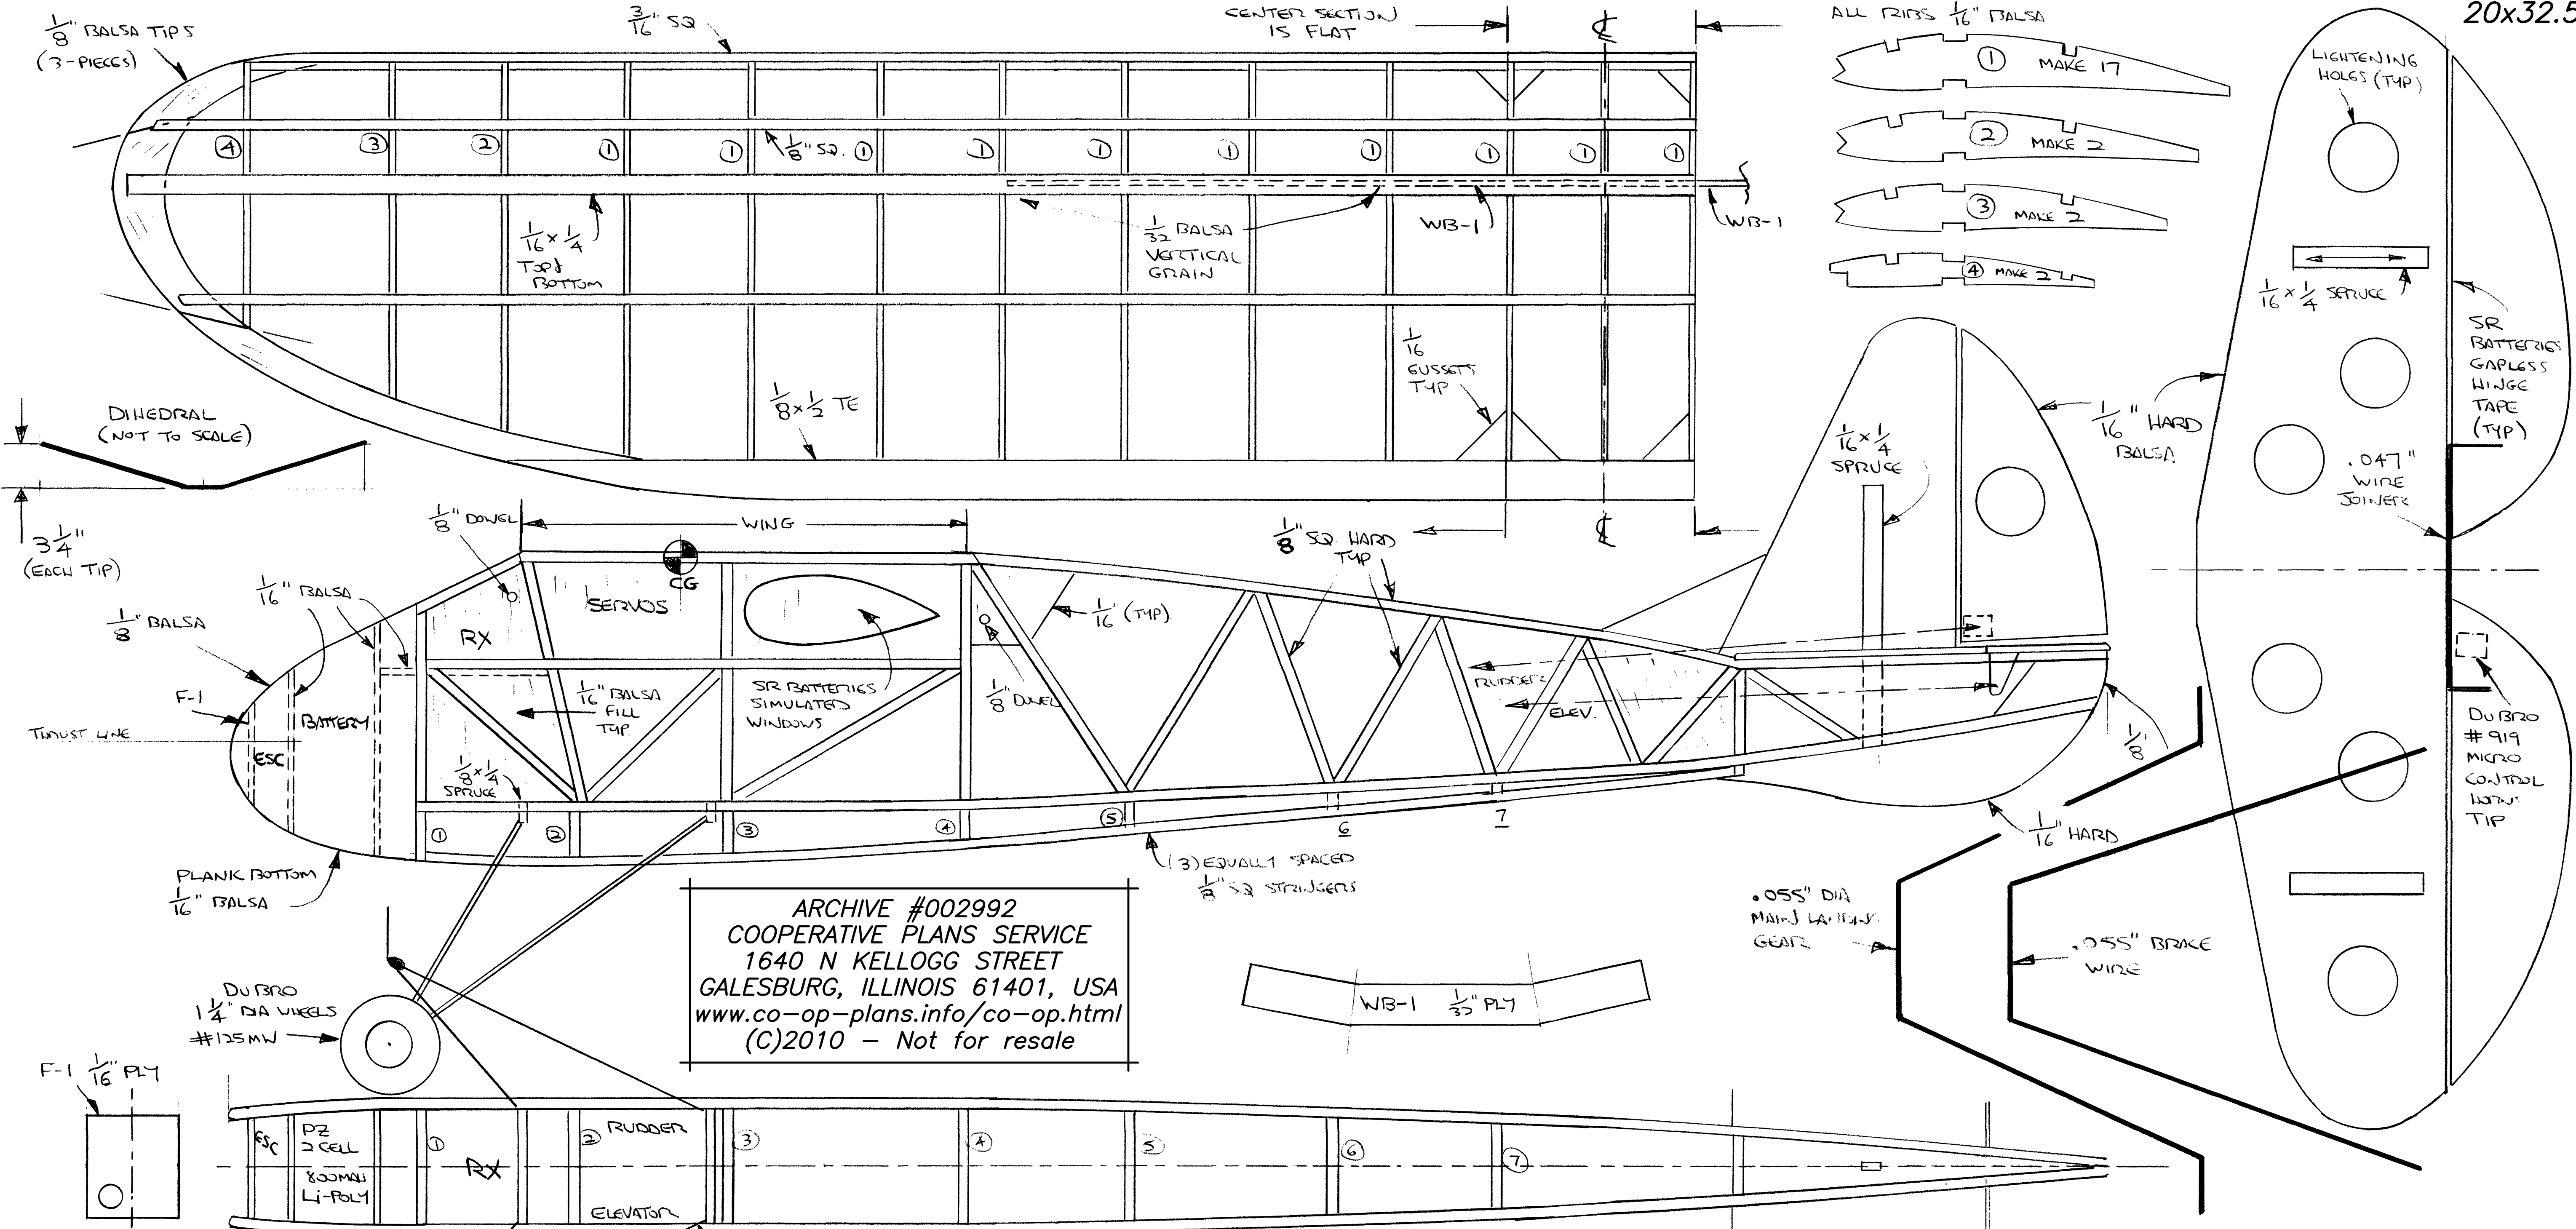 1/8" BALSA TIPS
(3-PIECES)
3/16" SQ
CENTER SECTION
IS FLAT
℄
ALL RIBS 1/16" BALSA
20x32.5
① MAKE 17
② MAKE 2
③ MAKE 2
④ MAKE 2
LIGHTENING
HOLES (TYP)
④ ③ ② ① ① ① ① ① ① ① ① ① ①
1/8" SQ.
1/16 x 1/4
TOP &
BOTTOM
1/32 BALSA
VERTICAL
GRAIN
WB-1
WB-1
1/16 x 1/4 SPRUCE
SR
BATTERIES
GAPLESS
HINGE
TAPE
(TYP)
1/16
GUSSETS
TYP
1/8 x 1/2 TE
DIHEDRAL
(NOT TO SCALE)
3 1/4"
(EACH TIP)
1/16 x 1/4
SPRUCE
1/16" HARD
BALSA
.047"
WIRE
JOINER
1/8" DOWEL
WING
℄
1/8" SQ. HARD
TYP
CG
1/16" BALSA
1/8" BALSA
SERVOS
RX
1/16" (TYP)
F-1
BATTERY
ESC
THRUST LINE
1/16" BALSA
FILL
TYP.
SR BATTERIES
SIMULATED
WINDOWS
1/8" DOWEL
RUDDER
ELEV.
1/8"
1/8 x 1/4
SPRUCE
① ② ③ ④ ⑤ 6 7
DUBRO
#919
MICRO
CONTROL
HORN
TIP
1/16" HARD
PLANK BOTTOM
1/16" BALSA
(3) EQUALLY SPACED
1/8" SQ STRINGERS
ARCHIVE #002992
COOPERATIVE PLANS SERVICE
1640 N KELLOGG STREET
GALESBURG, ILLINOIS 61401, USA
www.co-op-plans.info/co-op.html
(C)2010 - Not for resale
.055" DIA
MAIN LANDING
GEAR
.055" BRACE
WIRE
WB-1 1/32" PLY
DUBRO
1 1/4" DIA WHEELS
#125MW
F-1 1/16" PLY
ESC
PZ
2 CELL
800MAH
Li-POLY
① RX ② RUDDER
ELEVATOR
③ ④ 5 ⑥ ⑦